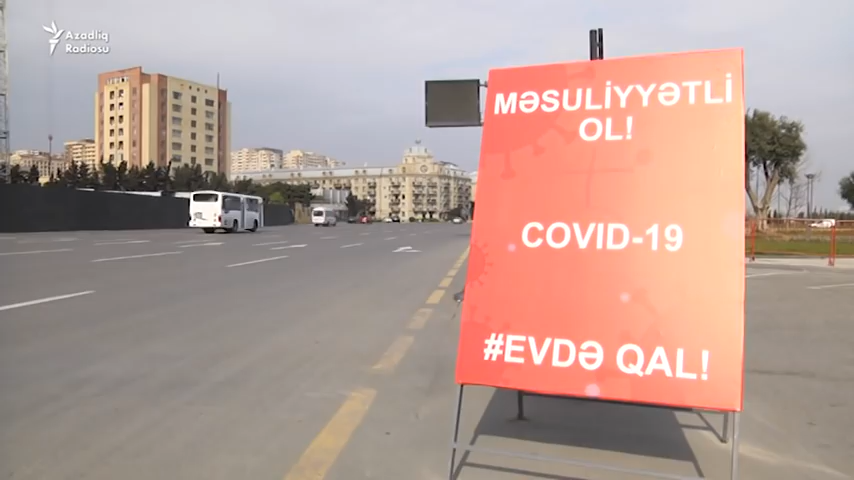 Azadlıq
Radiosu
MƏSULİYYƏTLİ
OL!
COVID-19
#EVDƏ QAL!